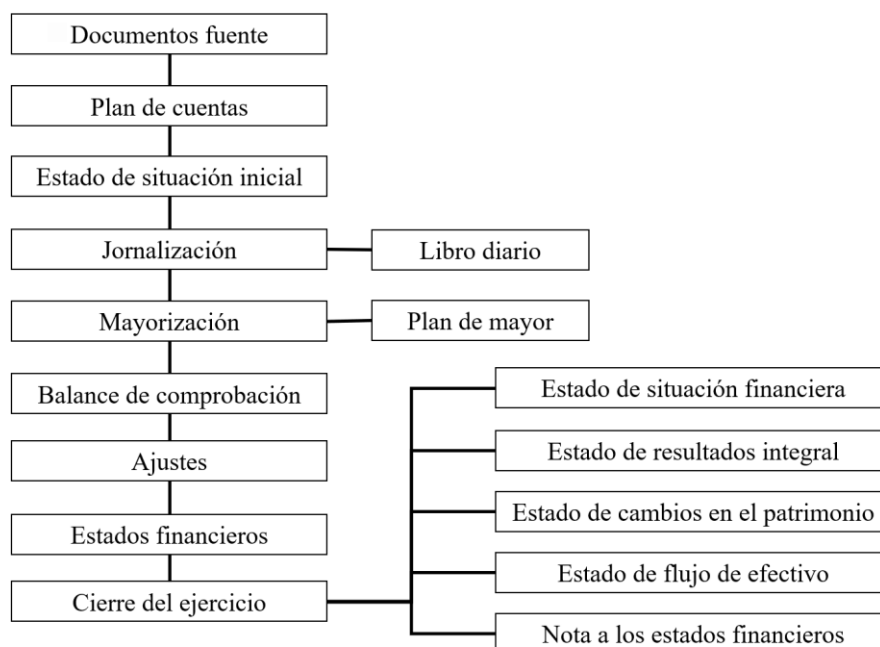 Documentos fuente
Plan de cuentas
Estado de situación inicial
Jornalización
Libro diario
Mayorización
Plan de mayor
Balance de comprobación
Ajustes
Estados financieros
Cierre del ejercicio
Estado de situación financiera
Estado de resultados integral
Estado de cambios en el patrimonio
Estado de flujo de efectivo
Nota a los estados financieros